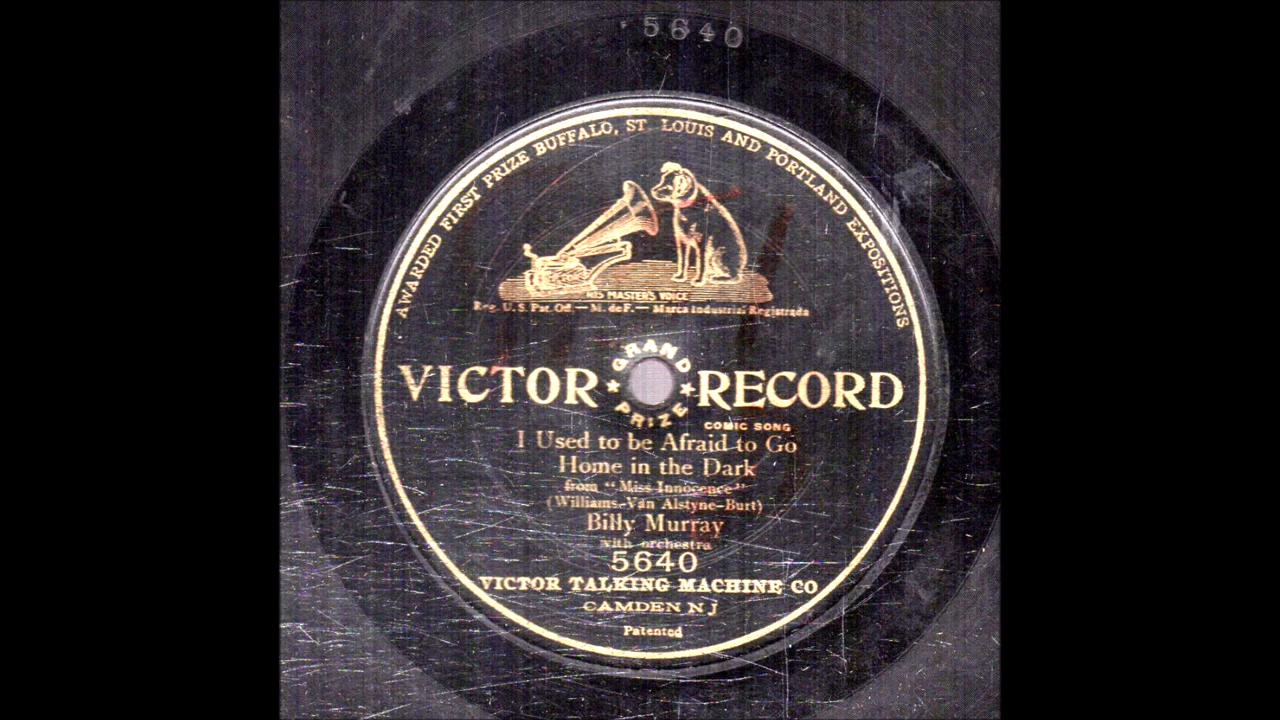 5640
AWARDED FIRST PRIZE BUFFALO, ST. LOUIS AND PORTLAND EXPOSITIONS
HIS MASTER'S VOICE
Reg. U. S. Pat. Off.—M. de F.—Marca Industrial Registrada
GRAND
VICTOR RECORD
PRIZE
COMIC SONG
I Used to be Afraid to Go
Home in the Dark
from "Miss Innocence"
(Williams-Van Alstyne-Burt)
Billy Murray
with orchestra
5640
VICTOR TALKING MACHINE CO
CAMDEN N J
Patented